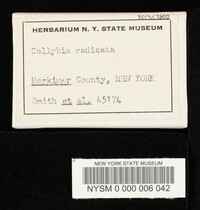 HERBARIUM N. Y. STATE MUSEUM
Collybia radicata
Herkimer County, NEW YORK
Smith et al. 45174
NEW YORK STATE MUSEUM
NYSM 0 000 006 042